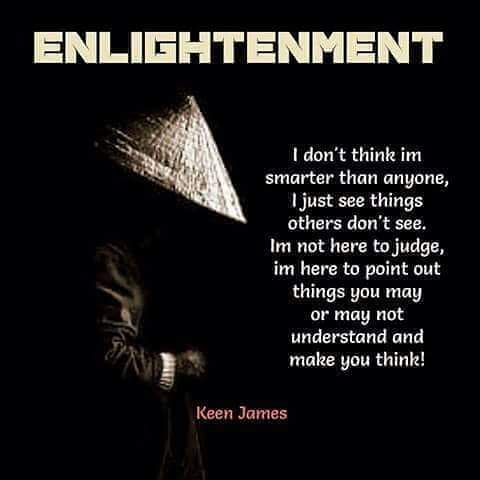 ENLIGHTENMENT
I don't think im
smarter than anyone,
I just see things
others don't see.
Im not here to judge,
im here to point out
things you may
or may not
understand and
make you think!
Keen James